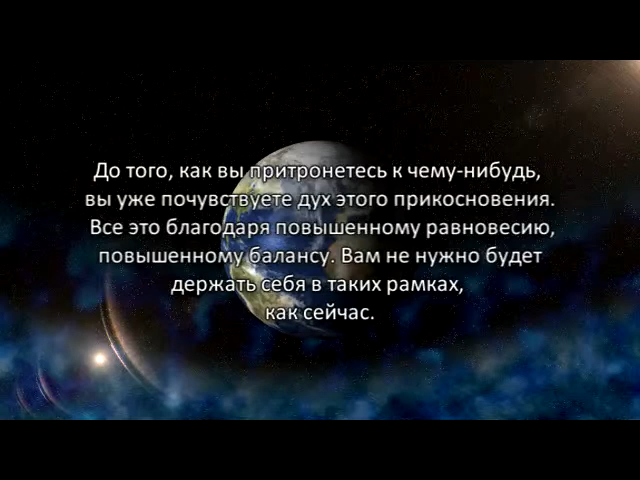 До того, как вы притронетесь к чему-нибудь,
вы уже почувствуете дух этого прикосновения.
Все это благодаря повышенному равновесию,
повышенному балансу. Вам не нужно будет
держать себя в таких рамках,
как сейчас.